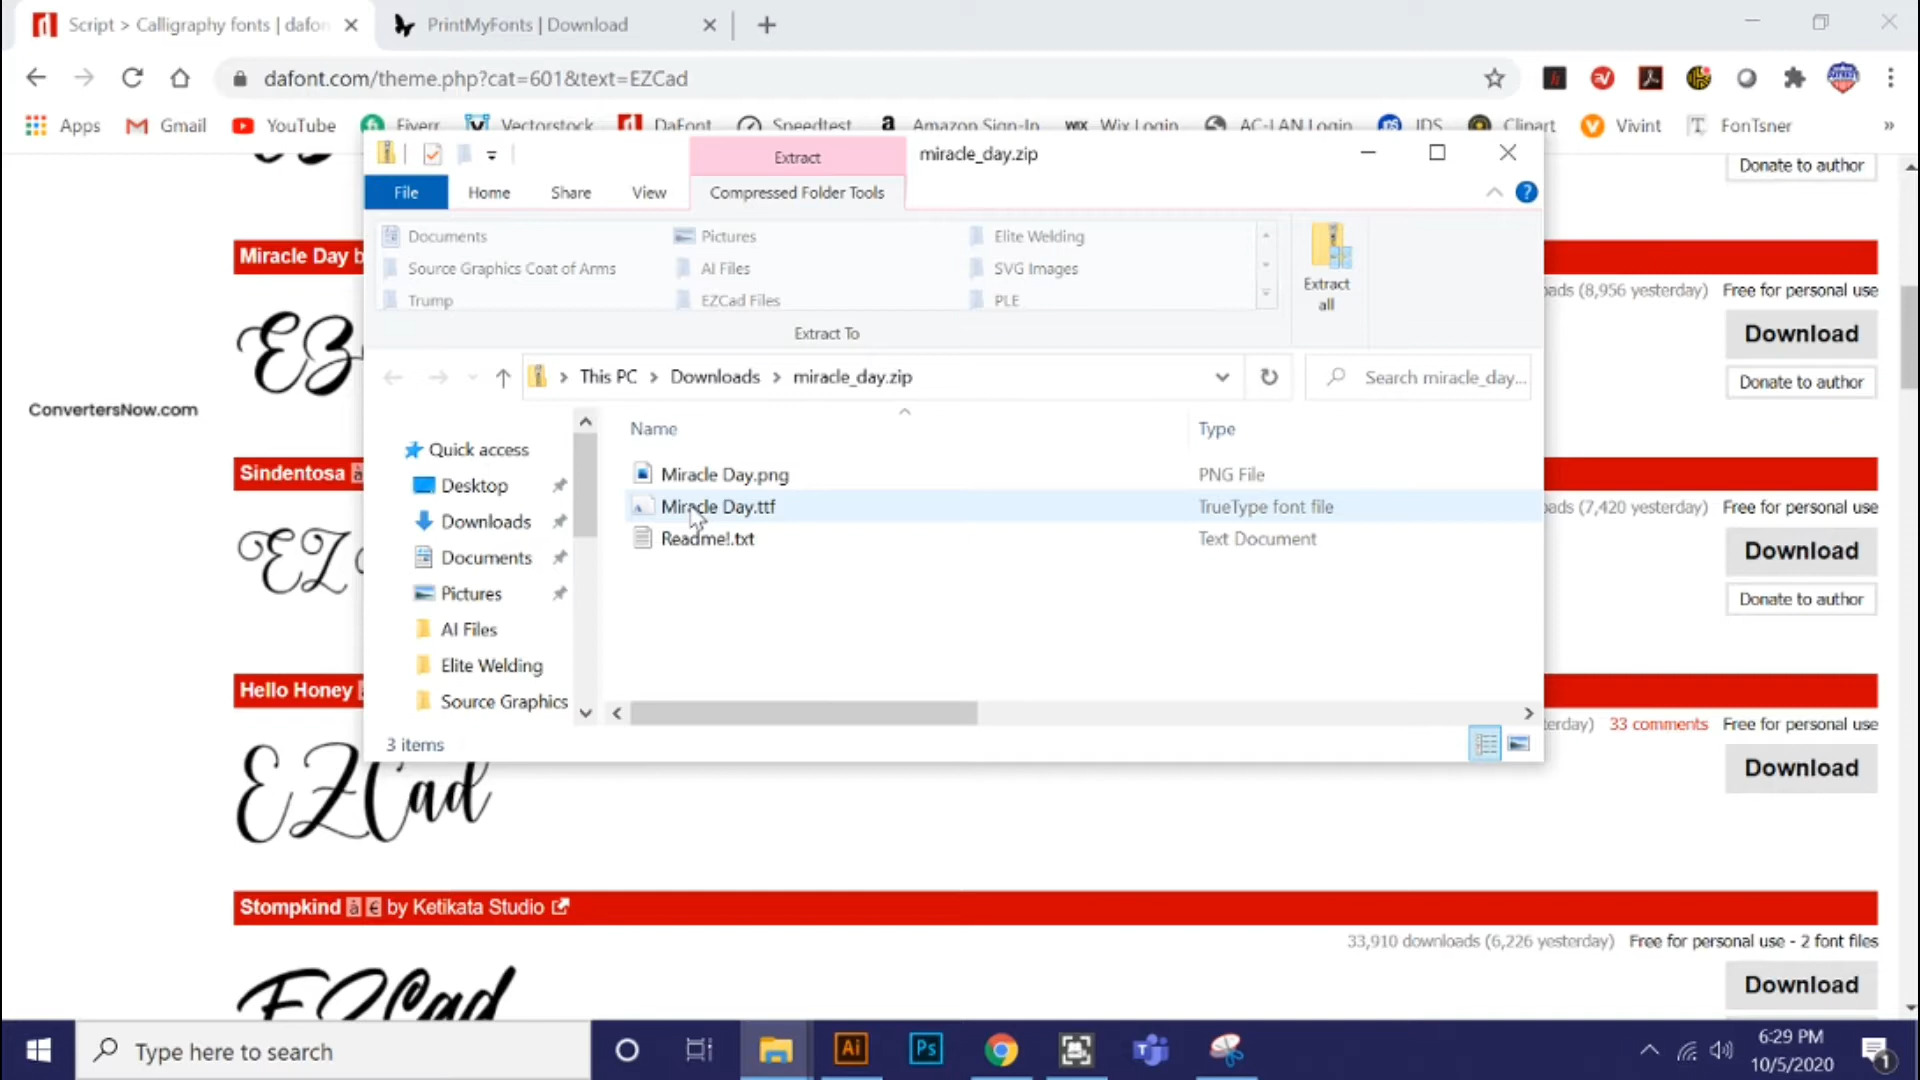 Script > Calligraphy fonts | dafon
PrintMyFonts | Download
dafont.com/theme.php?cat=601&text=EZCad
Apps
Gmail
YouTube
Fiverr
Vectorstock
DaFont
Speedtest
Amazon Sign-In
Wix Login
AC-LAN Login
IDS
Clipart
Vivint
FonTsner
»
Donate to author
Extract
miracle_day.zip
File
Home
Share
View
Compressed Folder Tools
Documents
Pictures
Elite Welding
Source Graphics Coat of Arms
AI Files
SVG Images
Trump
EZCad Files
PLE
Extract
all
Extract To
Miracle Day b
ads (8,956 yesterday) Free for personal use
Download
Donate to author
EZ
This PC > Downloads > miracle_day.zip
Search miracle_day...
ConvertersNow.com
Name
Type
Quick access
Desktop
Downloads
Documents
Pictures
AI Files
Elite Welding
Source Graphics
Miracle Day.png
PNG File
Miracle Day.ttf
TrueType font file
Readme!.txt
Text Document
3 items
Sindentosa à
ads (7,420 yesterday) Free for personal use
Download
Donate to author
EZ
Hello Honey
terday) 33 comments Free for personal use
Download
EZCad
Stompkind à € by Ketikata Studio
33,910 downloads (6,226 yesterday) Free for personal use - 2 font files
Download
EZCad
Type here to search
Ai
Ps
6:29 PM
10/5/2020
1